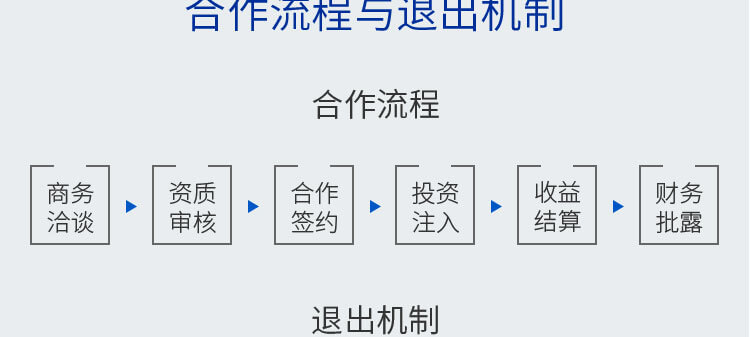 合作流程与退出机制
合作流程
商务
洽谈
资质
审核
合作
签约
投资
注入
收益
结算
财务
批露
退出机制